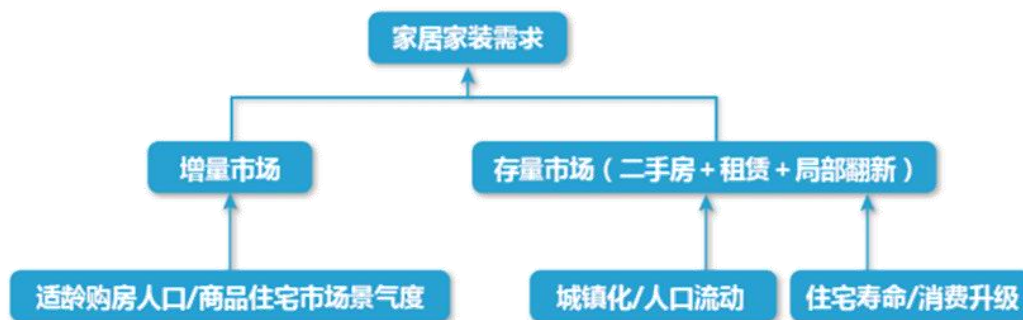 家居家装需求
增量市场
存量市场（二手房+租赁+局部翻新）
适龄购房人口/商品住宅市场景气度
城镇化/人口流动
住宅寿命/消费升级